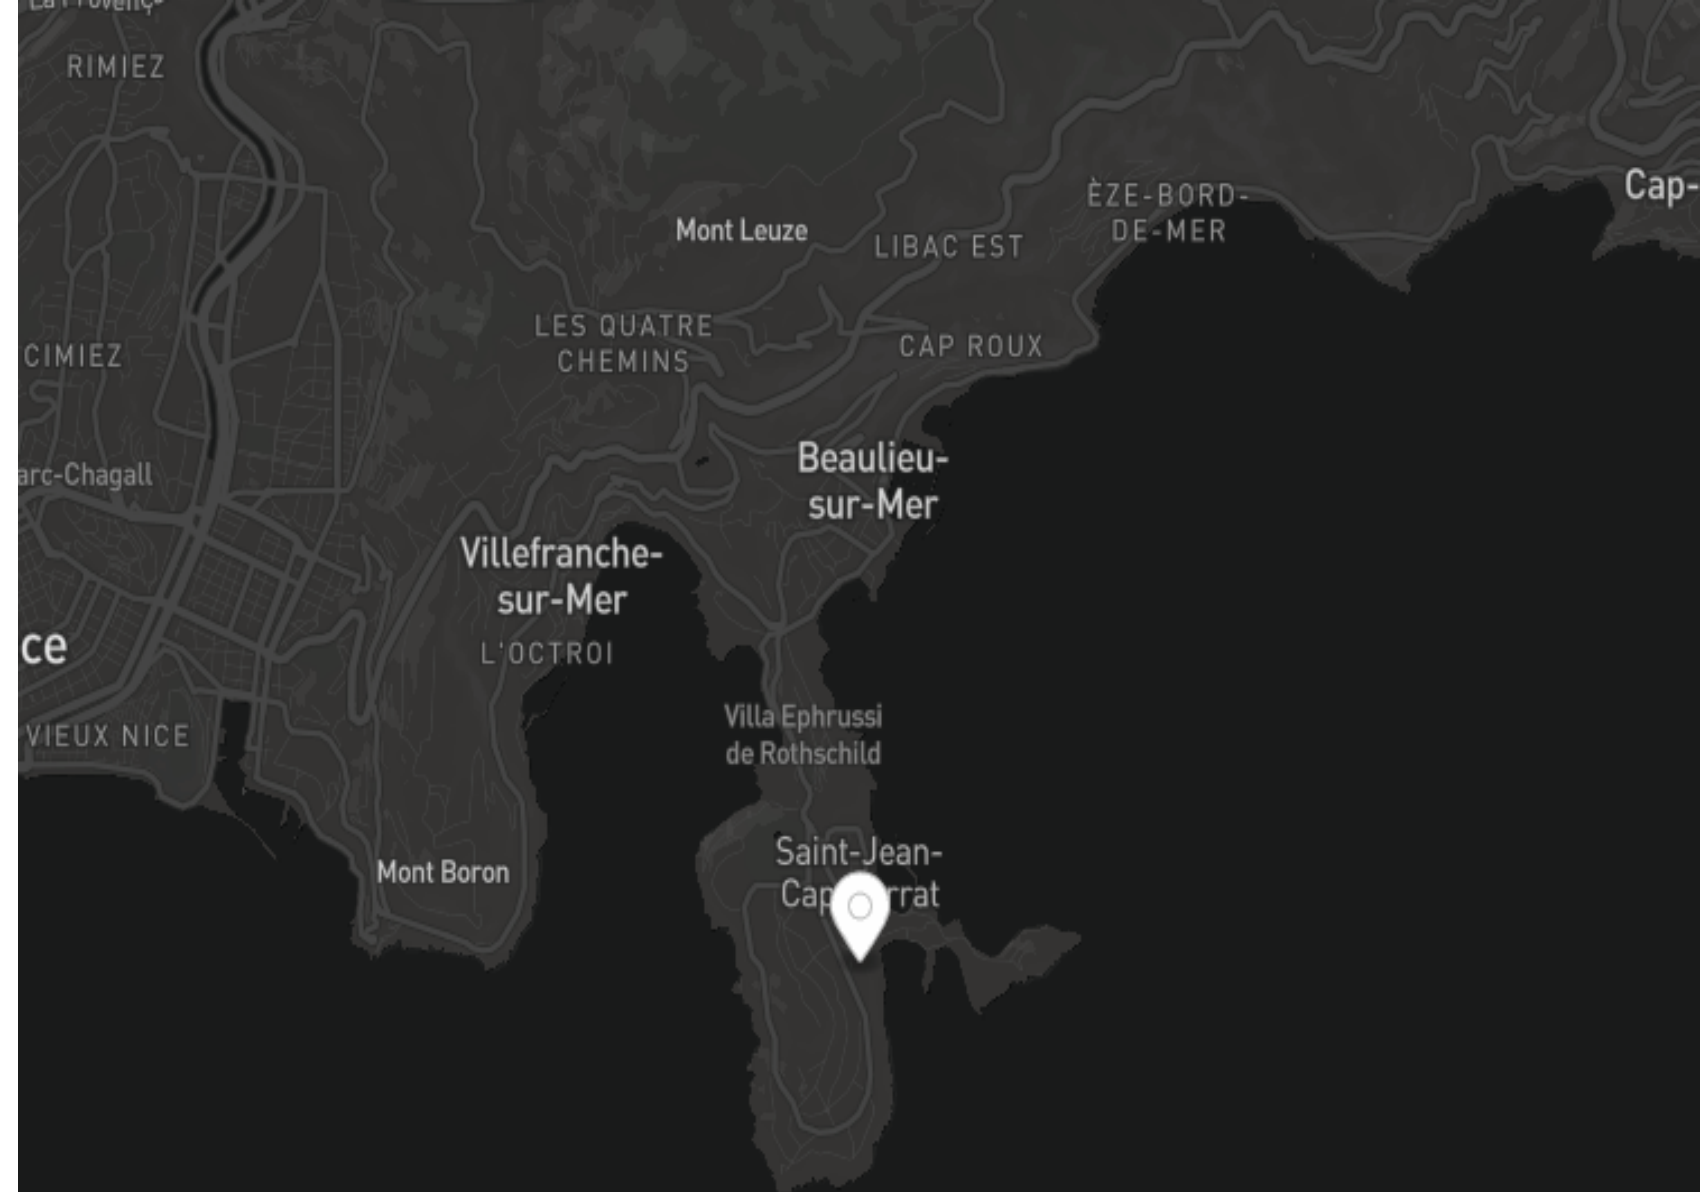 RIMIEZ
Mont Leuze
LIBAC EST
ÈZE-BORD-
DE-MER
Cap-
LES QUATRE
CHEMINS
CAP ROUX
CIMIEZ
arc-Chagall
Beaulieu-
sur-Mer
Villefranche-
sur-Mer
L'OCTROI
ce
VIEUX NICE
Villa Ephrussi
de Rothschild
Mont Boron
Saint-Jean-
Cap rrat